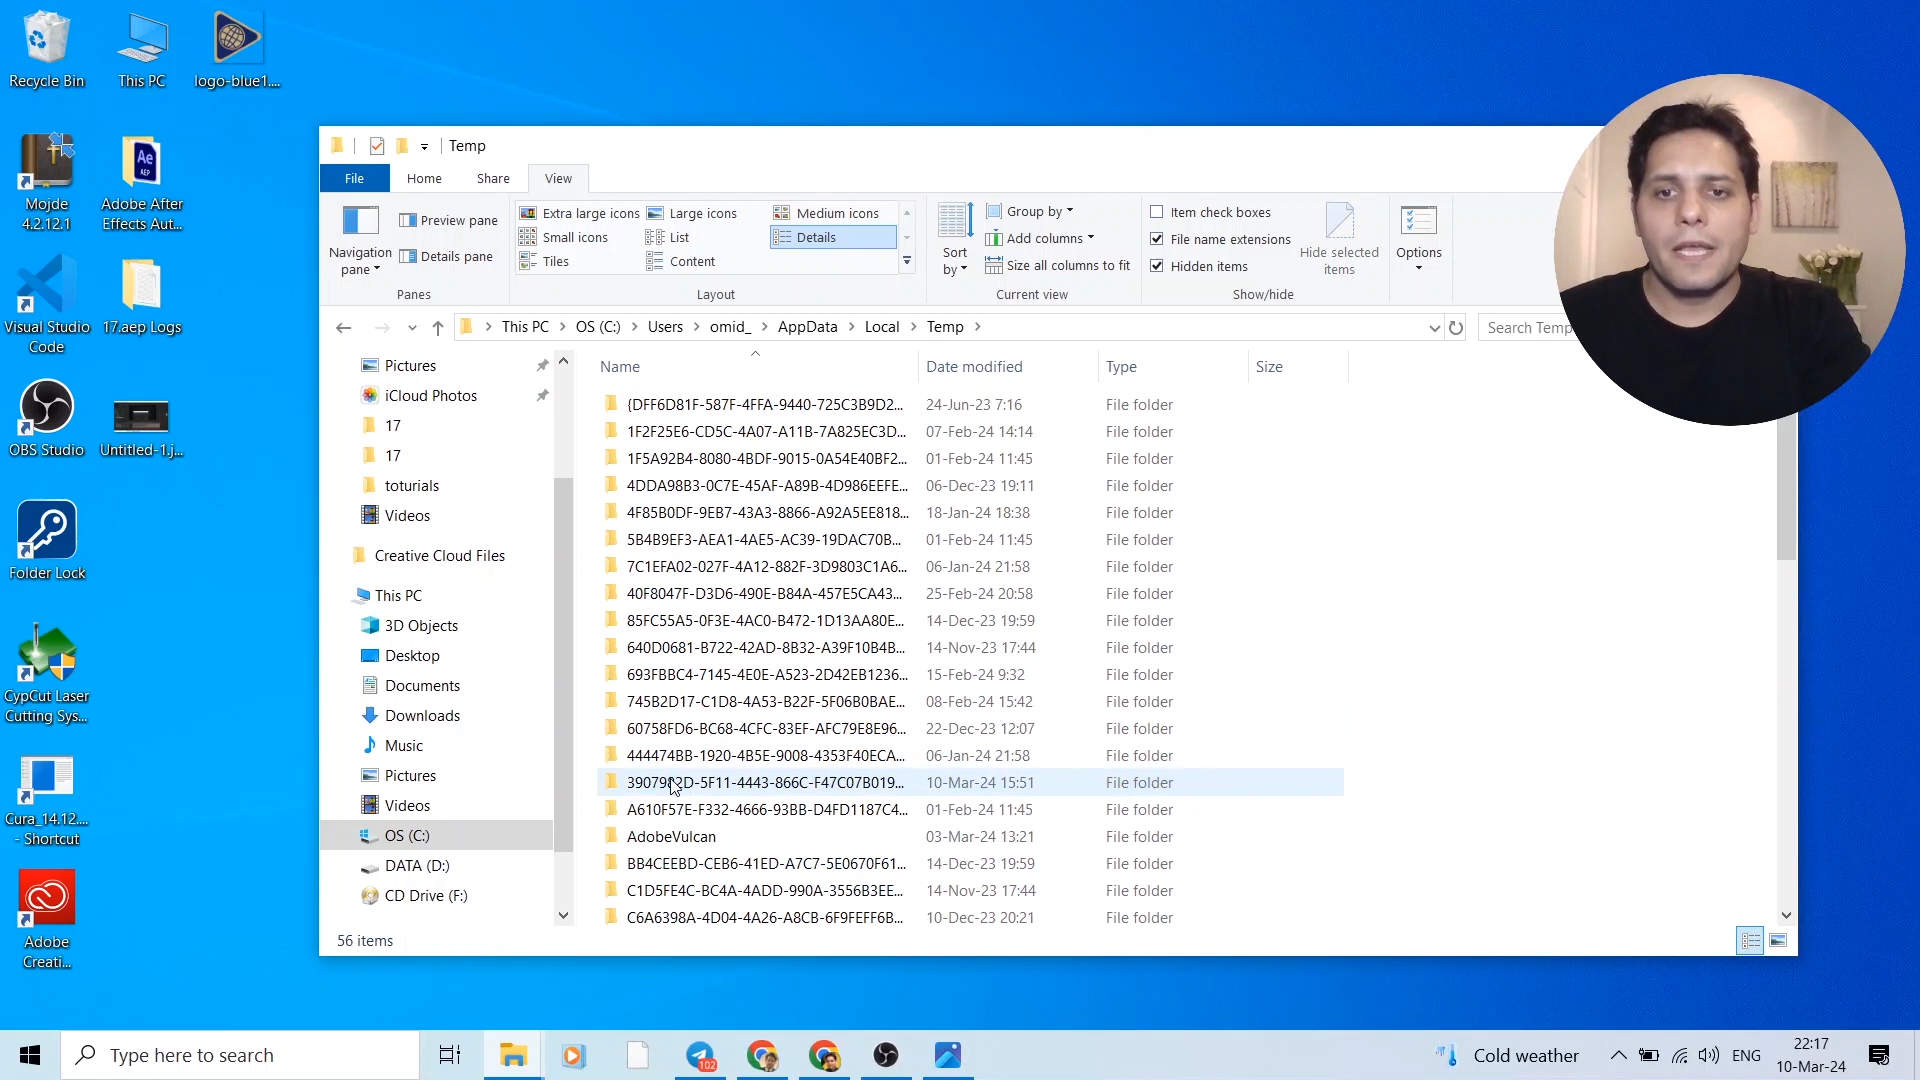 Recycle Bin
This PC
logo-blue1....
Mojde
4.2.12.1
Adobe After
Effects Aut...
Visual Studio
Code
17.aep Logs
OBS Studio
Untitled-1.j...
Folder Lock
CypCut Laser
Cutting Sys...
Cura_14.12....
- Shortcut
Adobe
Creati...
Temp
File
Home
Share
View
Navigation
pane
Preview pane
Details pane
Panes
Extra large icons
Large icons
Medium icons
Small icons
List
Details
Tiles
Content
Layout
Sort
by
Group by
Add columns
Size all columns to fit
Current view
Item check boxes
File name extensions
Hidden items
Hide selected
items
Show/hide
Options
This PC
OS (C:)
Users
omid_
AppData
Local
Temp
Search Temp
Pictures
iCloud Photos
17
17
toturials
Videos
Creative Cloud Files
This PC
3D Objects
Desktop
Documents
Downloads
Music
Pictures
Videos
OS (C:)
DATA (D:)
CD Drive (F:)
Name Date modified Type Size
{DFF6D81F-587F-4FFA-9440-725C3B9D2... 24-Jun-23 7:16 File folder
1F2F25E6-CD5C-4A07-A11B-7A825EC3D... 07-Feb-24 14:14 File folder
1F5A92B4-8080-4BDF-9015-0A54E40BF2... 01-Feb-24 11:45 File folder
4DDA98B3-0C7E-45AF-A89B-4D986EEFE... 06-Dec-23 19:11 File folder
4F85B0DF-9EB7-43A3-8866-A92A5EE818... 18-Jan-24 18:38 File folder
5B4B9EF3-AEA1-4AE5-AC39-19DAC70B... 01-Feb-24 11:45 File folder
7C1EFA02-027F-4A12-882F-3D9803C1A6... 06-Jan-24 21:58 File folder
40F8047F-D3D6-490E-B84A-457E5CA43... 25-Feb-24 20:58 File folder
85FC55A5-0F3E-4AC0-B472-1D13AA80E... 14-Dec-23 19:59 File folder
640D0681-B722-42AD-8B32-A39F10B4B... 14-Nov-23 17:44 File folder
693FBBC4-7145-4E0E-A523-2D42EB1236... 15-Feb-24 9:32 File folder
745B2D17-C1D8-4A53-B22F-5F06B0BAE... 08-Feb-24 15:42 File folder
60758FD6-BC68-4CFC-83EF-AFC79E8E96... 22-Dec-23 12:07 File folder
444474BB-1920-4B5E-9008-4353F40ECA... 06-Jan-24 21:58 File folder
10-Mar-24 15:51 File folder
A610F57E-F332-4666-93BB-D4FD1187C4... 01-Feb-24 11:45 File folder
AdobeVulcan 03-Mar-24 13:21 File folder
BB4CEEBD-CEB6-41ED-A7C7-5E0670F61... 14-Dec-23 19:59 File folder
C1D5FE4C-BC4A-4ADD-990A-3556B3EE... 14-Nov-23 17:44 File folder
C6A6398A-4D04-4A26-A8CB-6F9FEFF6B... 10-Dec-23 20:21 File folder
56 items
Type here to search
102
Cold weather
ENG
22:17
10-Mar-24